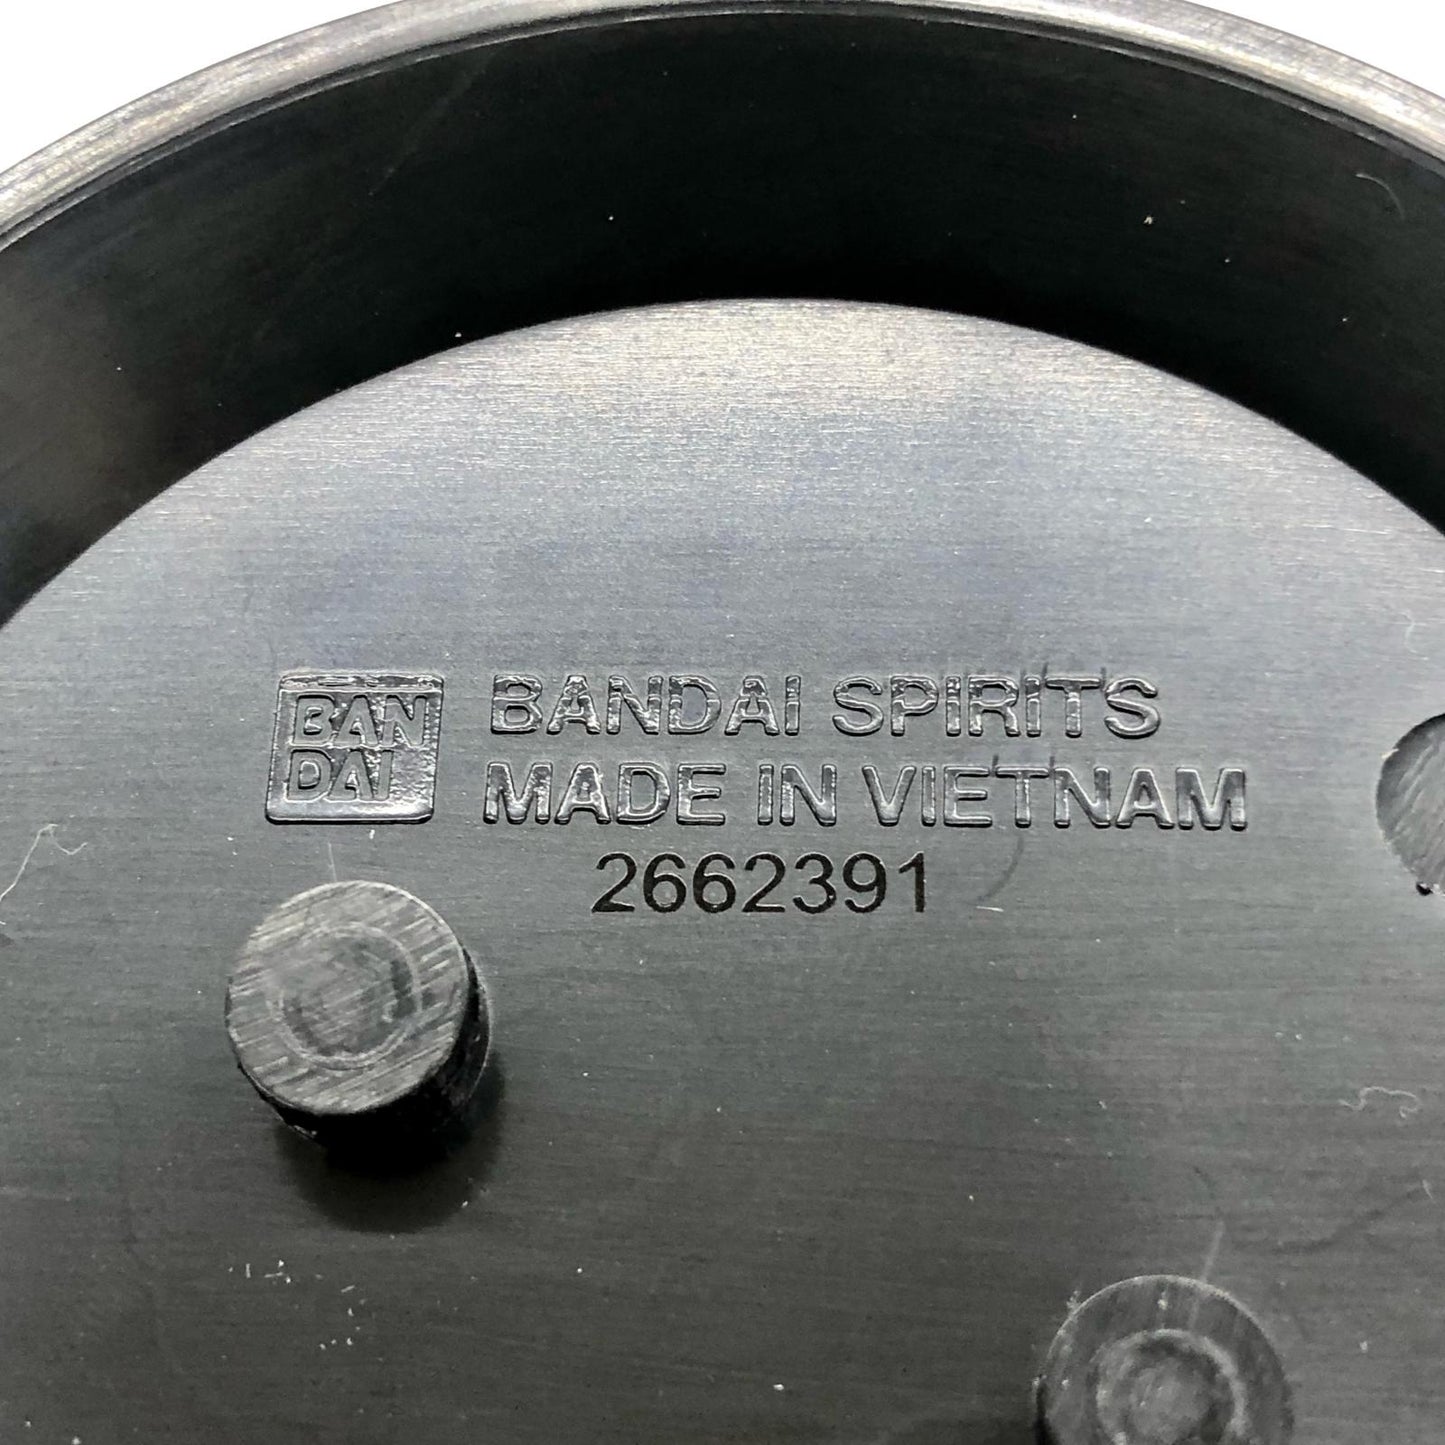 BAN
DAI
BANDAI SPIRITS
MADE IN VIETNAM
2662391